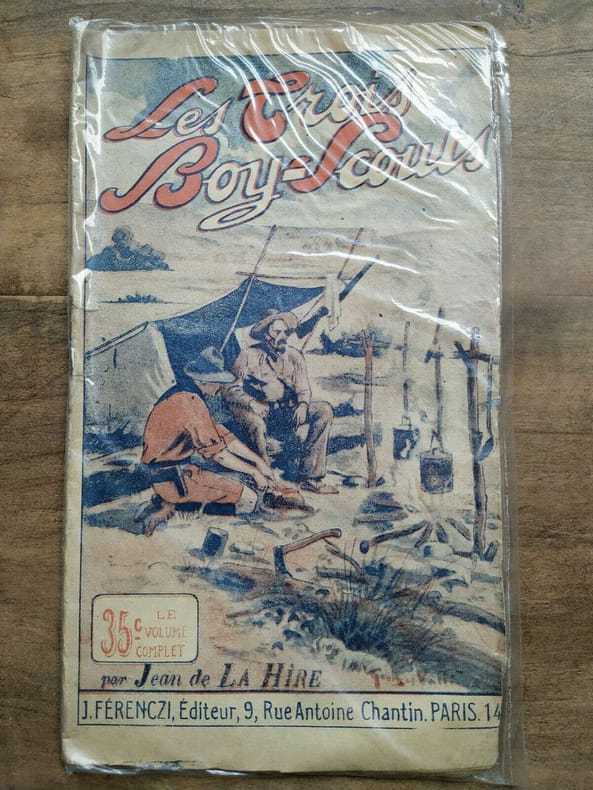 Les Trois
Boy-Scouts
35c
LE
VOLUME
COMPLET
par Jean de LA HIRE
J. FÉRENCZI, Éditeur, 9, Rue Antoine Chantin. PARIS. 14